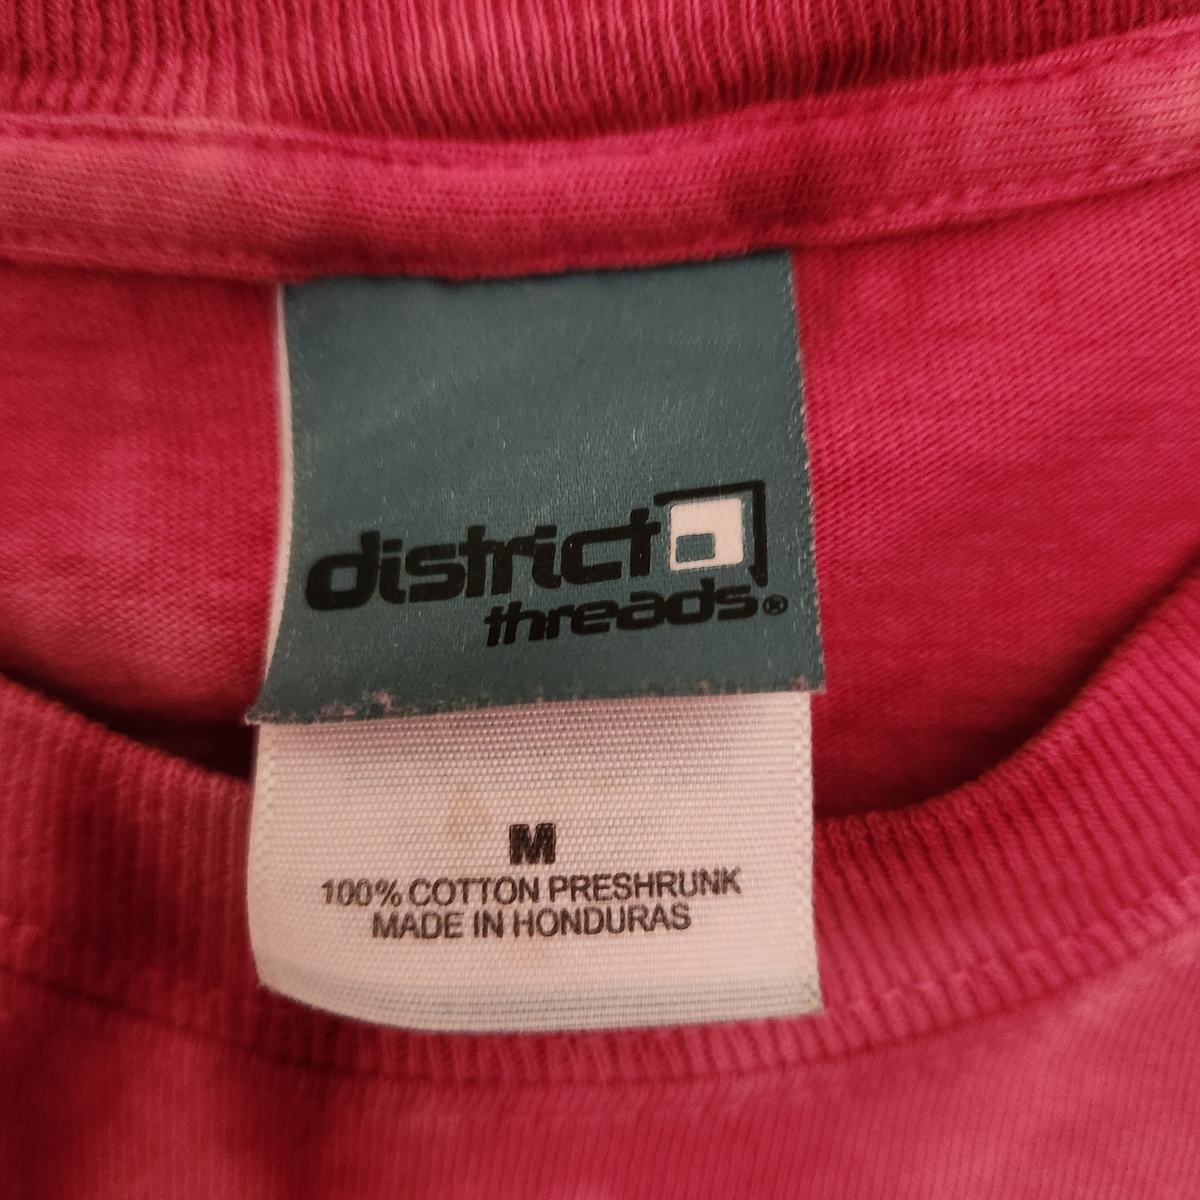 district
threads®
M
100% COTTON PRESHRUNK
MADE IN HONDURAS